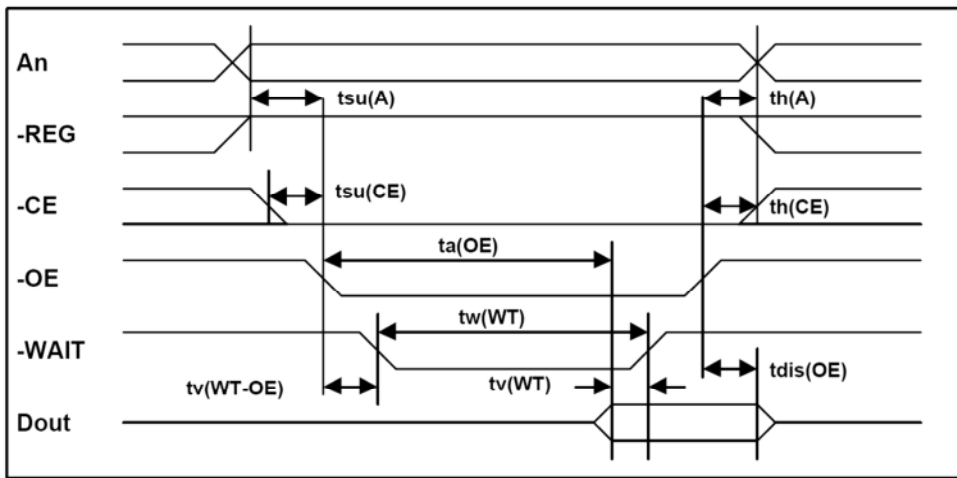 An
tsu(A)
th(A)
-REG
tsu(CE)
-CE
th(CE)
ta(OE)
-OE
tw(WT)
-WAIT
tv(WT-OE)
tv(WT)
tdis(OE)
Dout